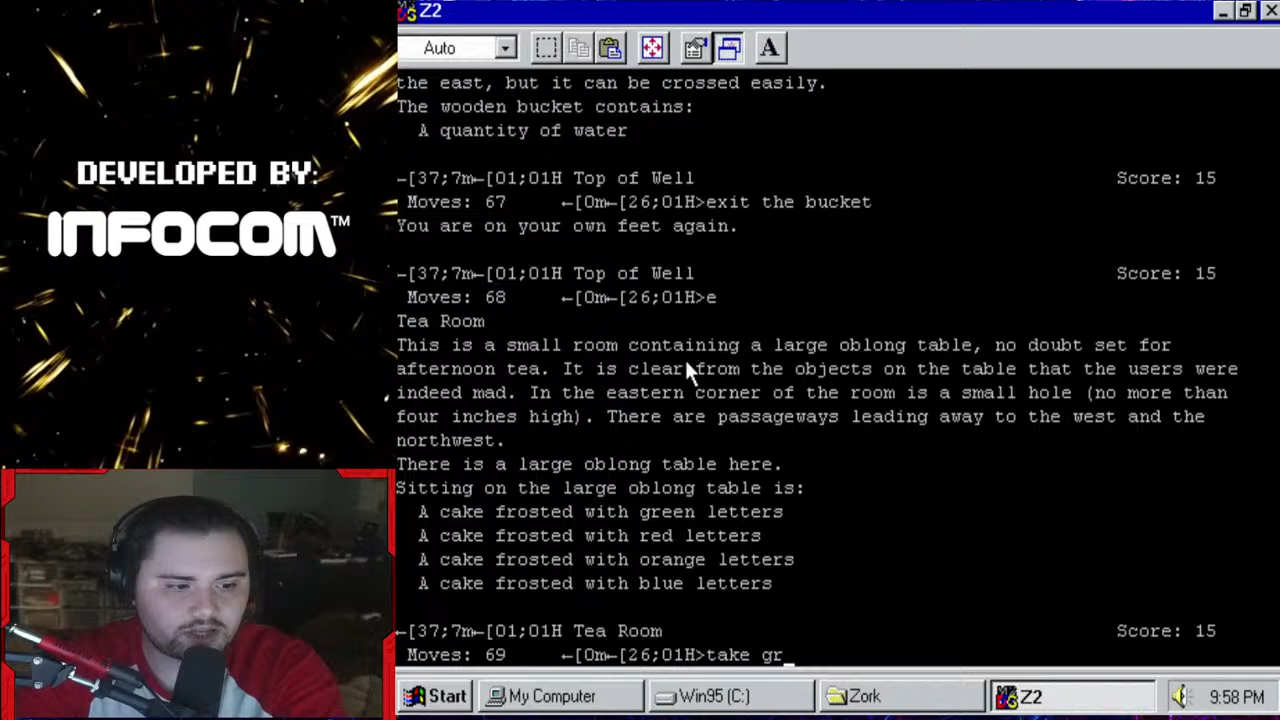 DEVELOPED BY:
INFOCOM™
Z2
Auto
A
the east, but it can be crossed easily.
The wooden bucket contains:
A quantity of water
←[37;7m←[01;01H Top of Well Score: 15
Moves: 67 ←[0m←[26;01H>exit the bucket
You are on your own feet again.
←[37;7m←[01;01H Top of Well Score: 15
Moves: 68 ←[0m←[26;01H>e
Tea Room
This is a small room containing a large oblong table, no doubt set for
afternoon tea. It is clear from the objects on the table that the users were
indeed mad. In the eastern corner of the room is a small hole (no more than
four inches high). There are passageways leading away to the west and the
northwest.
There is a large oblong table here.
Sitting on the large oblong table is:
A cake frosted with green letters
A cake frosted with red letters
A cake frosted with orange letters
A cake frosted with blue letters
←[37;7m←[01;01H Tea Room Score: 15
Moves: 69 ←[0m←[26;01H>take gr_
Start My Computer Win95 (C:) Zork Z2 9:58 PM